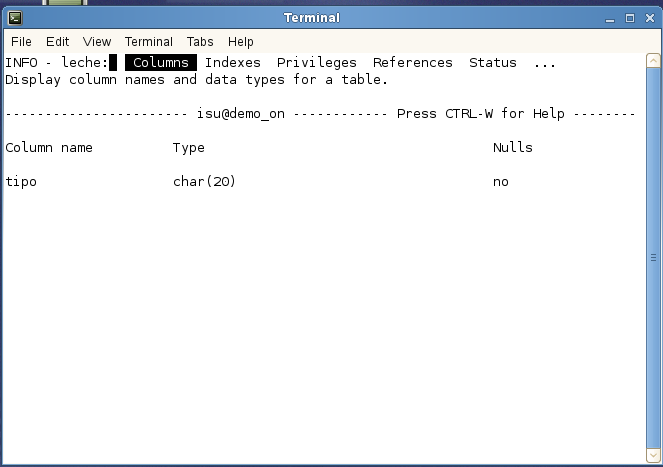 Terminal
File Edit View Terminal Tabs Help
INFO - leche: Columns Indexes Privileges References Status ...
Display column names and data types for a table.
----------------------- isu@demo_on ------------ Press CTRL-W for Help --------
Column name Type Nulls
tipo char(20) no